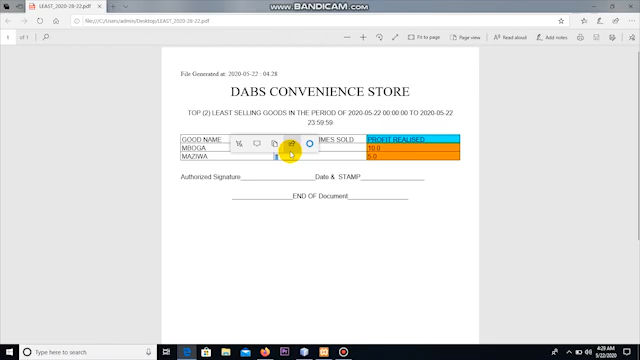 LEAST_2020-28-22.pdf
www.BANDICAM.com
file:///C:/Users/admin/Desktop/LEAST_2020-28-22.pdf
1 of 1 Fit to page Page view Read aloud Add notes
File Generated at: 2020-05-22 : 04.28
DABS CONVENIENCE STORE
TOP (2) LEAST SELLING GOODS IN THE PERIOD OF 2020-05-22 00:00:00 TO 2020-05-22
23:59:59
GOOD NAME IMES SOLD PROFIT REALISED
MBOGA 10.0
MAZIWA 5.0
Authorized Signature Date & STAMP
END OF Document
Type here to search
4:29 AM
5/22/2020